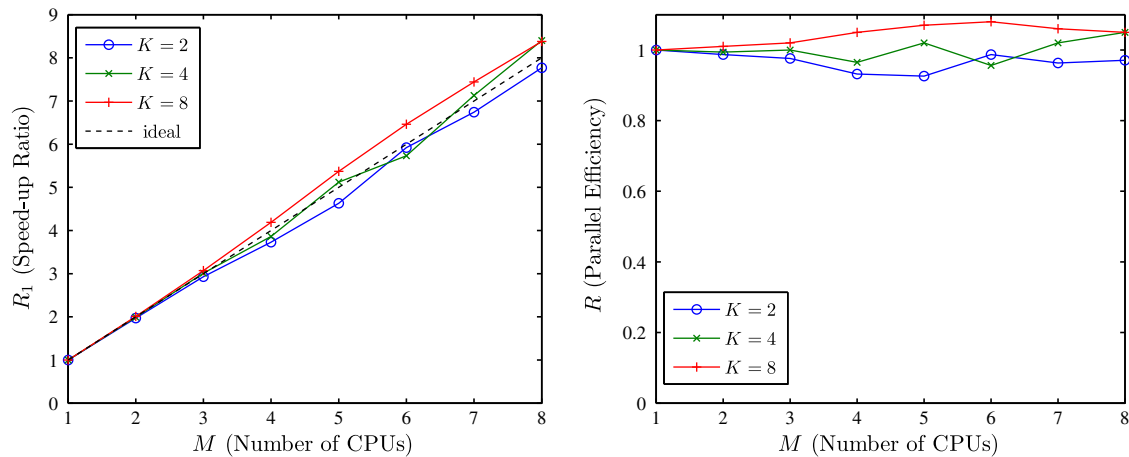 9
8
7
6
5
4
3
2
1
0
R₁ (Speed-up Ratio)
K = 2
K = 4
K = 8
ideal
1 2 3 4 5 6 7 8
M (Number of CPUs)
1
0.8
0.6
0.4
0.2
0
R (Parallel Efficiency)
K = 2
K = 4
K = 8
1 2 3 4 5 6 7 8
M (Number of CPUs)